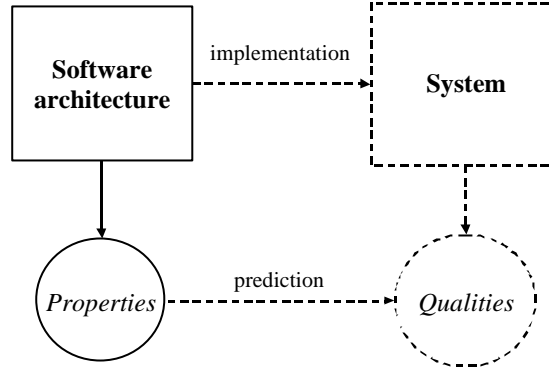 implementation
Software
architecture
System
prediction
Properties
Qualities